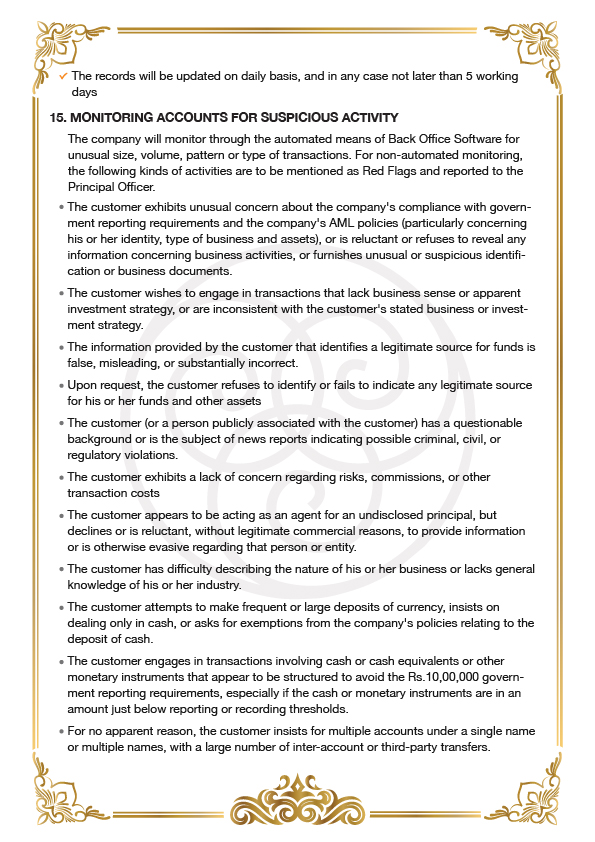 ✓ The records will be updated on daily basis, and in any case not later than 5 working
days
15. MONITORING ACCOUNTS FOR SUSPICIOUS ACTIVITY
The company will monitor through the automated means of Back Office Software for
unusual size, volume, pattern or type of transactions. For non-automated monitoring,
the following kinds of activities are to be mentioned as Red Flags and reported to the
Principal Officer.
• The customer exhibits unusual concern about the company's compliance with govern-
ment reporting requirements and the company's AML policies (particularly concerning
his or her identity, type of business and assets), or is reluctant or refuses to reveal any
information concerning business activities, or furnishes unusual or suspicious identifi-
cation or business documents.
• The customer wishes to engage in transactions that lack business sense or apparent
investment strategy, or are inconsistent with the customer's stated business or invest-
ment strategy.
• The information provided by the customer that identifies a legitimate source for funds is
false, misleading, or substantially incorrect.
• Upon request, the customer refuses to identify or fails to indicate any legitimate source
for his or her funds and other assets
• The customer (or a person publicly associated with the customer) has a questionable
background or is the subject of news reports indicating possible criminal, civil, or
regulatory violations.
• The customer exhibits a lack of concern regarding risks, commissions, or other
transaction costs
• The customer appears to be acting as an agent for an undisclosed principal, but
declines or is reluctant, without legitimate commercial reasons, to provide information
or is otherwise evasive regarding that person or entity.
• The customer has difficulty describing the nature of his or her business or lacks general
knowledge of his or her industry.
• The customer attempts to make frequent or large deposits of currency, insists on
dealing only in cash, or asks for exemptions from the company's policies relating to the
deposit of cash.
• The customer engages in transactions involving cash or cash equivalents or other
monetary instruments that appear to be structured to avoid the Rs.10,00,000 govern-
ment reporting requirements, especially if the cash or monetary instruments are in an
amount just below reporting or recording thresholds.
• For no apparent reason, the customer insists for multiple accounts under a single name
or multiple names, with a large number of inter-account or third-party transfers.